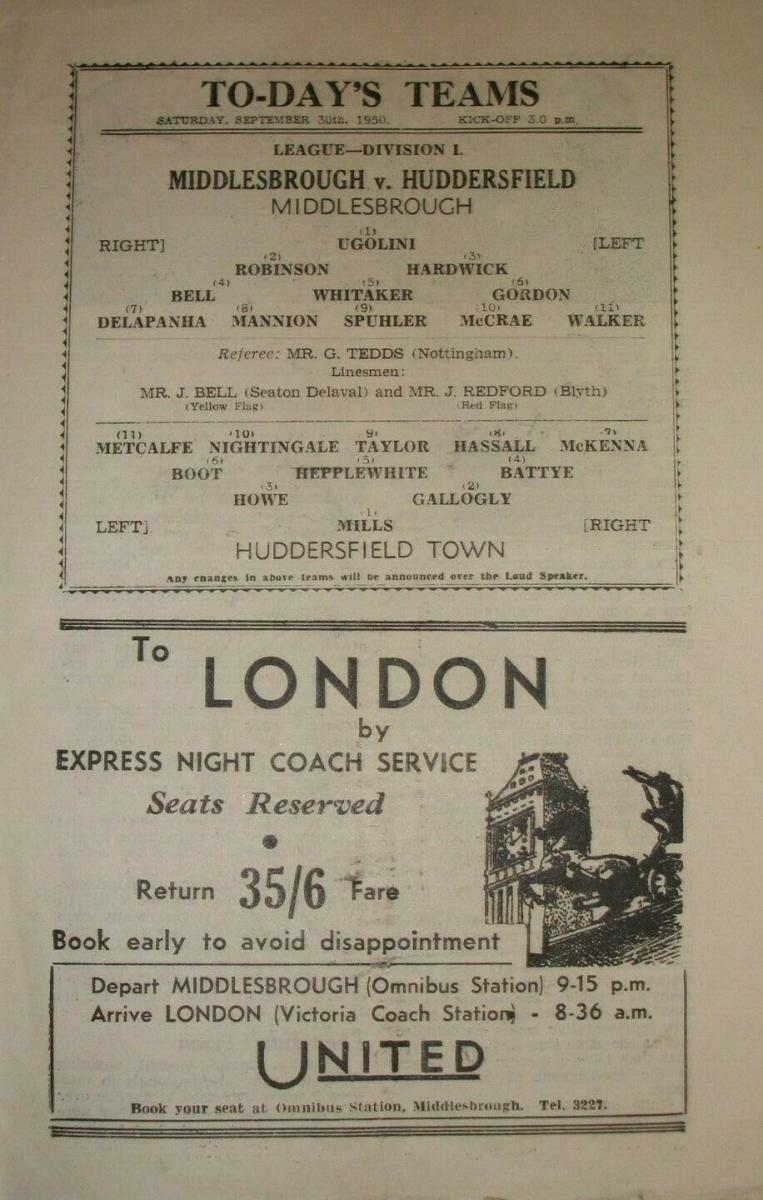 TO-DAY'S TEAMS
SATURDAY, SEPTEMBER 30th, 1950. KICK-OFF 3.0 p.m.
LEAGUE—DIVISION I.
MIDDLESBROUGH v. HUDDERSFIELD
MIDDLESBROUGH
(1)
RIGHT] UGOLINI [LEFT
(2) (3)
ROBINSON HARDWICK
(4) (5) (6)
BELL WHITAKER GORDON
(7) (8) (9) (10) (11)
DELAPANHA MANNION SPUHLER McCRAE WALKER
Referee: MR. G. TEDDS (Nottingham).
Linesmen:
MR. J. BELL (Seaton Delaval) and MR. J. REDFORD (Blyth)
(Yellow Flag) (Red Flag)
(11) (10) 9) (8) 7)
METCALFE NIGHTINGALE TAYLOR HASSALL McKENNA
(6) (5) (4)
BOOT HEPPLEWHITE BATTYE
(3) (2)
HOWE GALLOGLY
(1)
LEFT] MILLS [RIGHT
HUDDERSFIELD TOWN
Any changes in above teams will be announced over the Loud Speaker.
To
LONDON
by
EXPRESS NIGHT COACH SERVICE
Seats Reserved
Return 35/6 Fare
Book early to avoid disappointment
Depart MIDDLESBROUGH (Omnibus Station) 9-15 p.m.
Arrive LONDON (Victoria Coach Station) - 8-36 a.m.
UNITED
Book your seat at Omnibus Station, Middlesbrough. Tel. 3227.